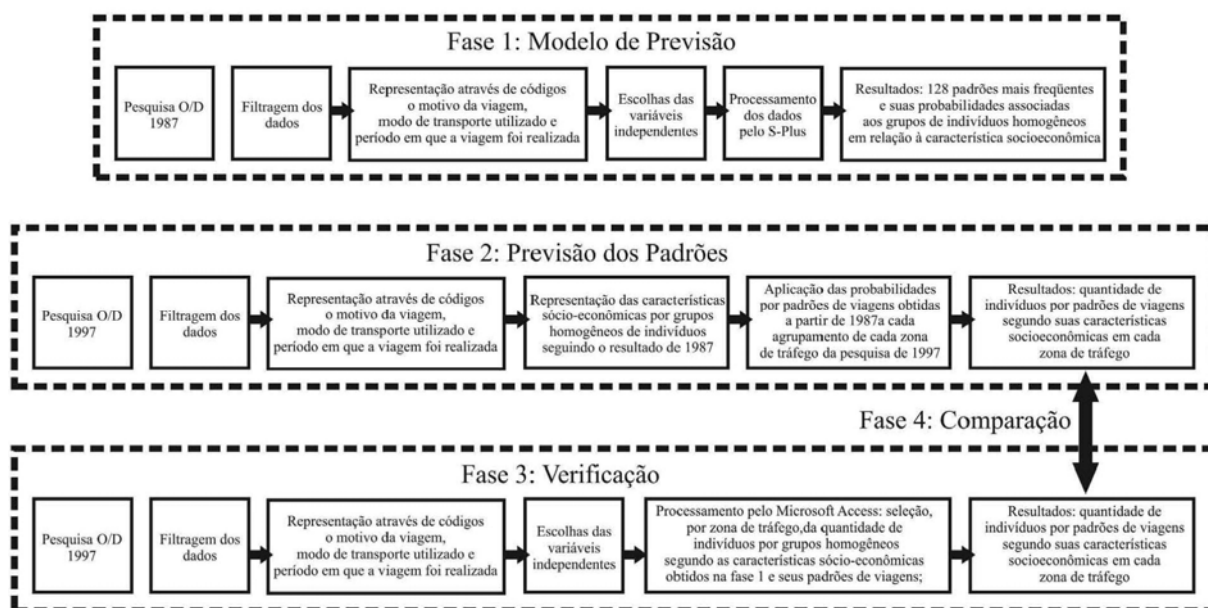 Fase 1: Modelo de Previsão
Pesquisa O/D
1987
Filtragem dos
dados
Representação através de códigos
o motivo da viagem,
modo de transporte utilizado e
período em que a viagem foi realizada
Escolhas das
variáveis
independentes
Processamento
dos dados
pelo S-Plus
Resultados: 128 padrões mais freqüentes
e suas probabilidades associadas
aos grupos de indivíduos homogêneos
em relação à característica socioeconômica
Fase 2: Previsão dos Padrões
Pesquisa O/D
1997
Filtragem dos
dados
Representação através de códigos
o motivo da viagem,
modo de transporte utilizado e
período em que a viagem foi realizada
Representação das características
sócio-econômicas por grupos
homogêneos de indivíduos
seguindo o resultado de 1987
Aplicação das probabilidades
por padrões de viagens obtidas
a partir de 1987a cada
agrupamento de cada zona
de tráfego da pesquisa de 1997
Resultados: quantidade de
indivíduos por padrões de viagens
segundo suas características
socioeconômicas em cada
zona de tráfego
Fase 4: Comparação
Fase 3: Verificação
Pesquisa O/D
1997
Filtragem dos
dados
Representação através de códigos
o motivo da viagem,
modo de transporte utilizado e
período em que a viagem foi realizada
Escolhas das
variáveis
independentes
Processamento pelo Microsoft Access: seleção,
por zona de tráfego,da quantidade de
indivíduos por grupos homogêneos
segundo as características sócio-econômicas
obtidos na fase 1 e seus padrões de viagens;
Resultados: quantidade de
indivíduos por padrões de viagens
segundo suas características
socioeconômicas em cada
zona de tráfego